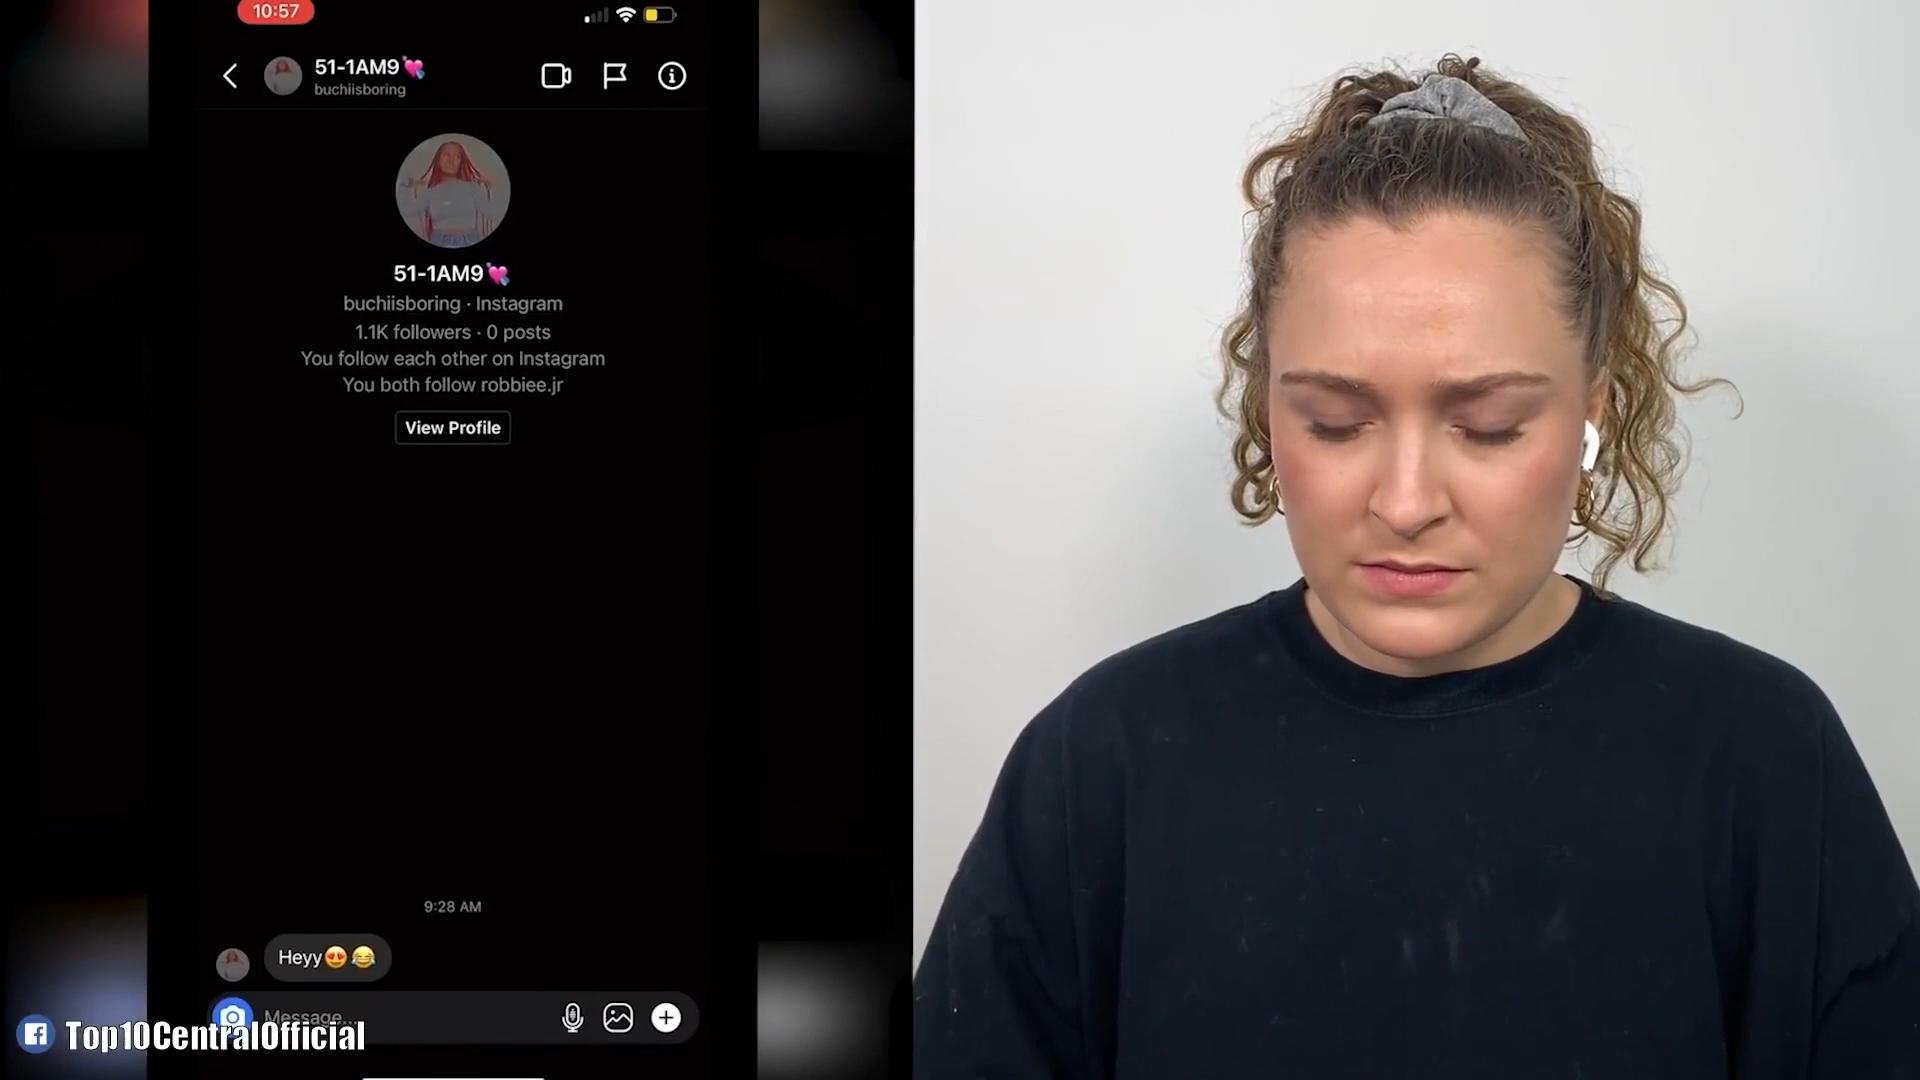 10:57
51-1AM9💘
buchiisboring
51-1AM9💘
buchiisboring · Instagram
1.1K followers · 0 posts
You follow each other on Instagram
You both follow robbiee.jr
View Profile
9:28 AM
Heyy😍😂
Message...
Top10CentralOfficial